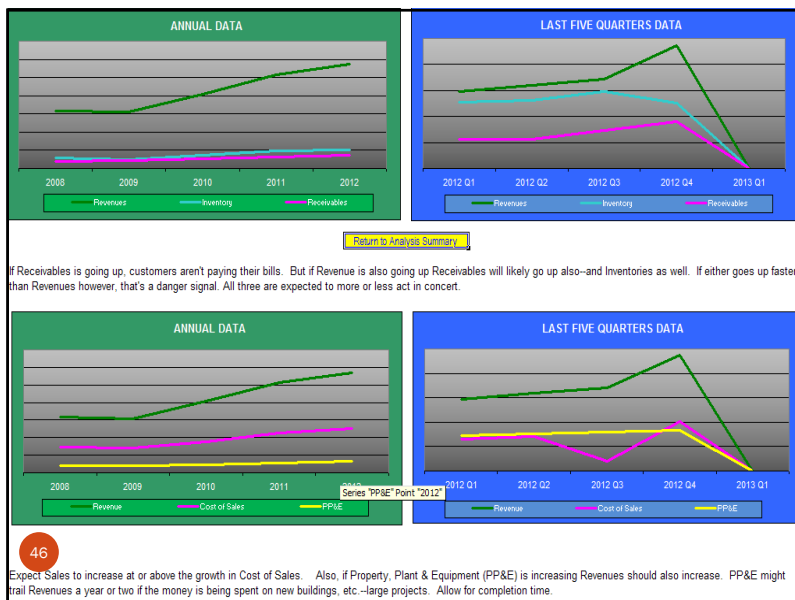 ANNUAL DATA
2008 2009 2010 2011 2012
Revenues Inventory Receivables
LAST FIVE QUARTERS DATA
2012 Q1 2012 Q2 2012 Q3 2012 Q4 2013 Q1
Revenues Inventory Receivables
Return to Analysis Summary
If Receivables is going up, customers aren't paying their bills. But if Revenue is also going up Receivables will likely go up also--and Inventories as well. If either goes up faster
than Revenues however, that's a danger signal. All three are expected to more or less act in concert.
ANNUAL DATA
2008 2009 2010 2011
Series "PP&E" Point "2012"
Revenue Cost of Sales PP&E
LAST FIVE QUARTERS DATA
2012 Q1 2012 Q2 2012 Q3 2012 Q4 2013 Q1
Revenue Cost of Sales PP&E
46
Expect Sales to increase at or above the growth in Cost of Sales. Also, if Property, Plant & Equipment (PP&E) is increasing Revenues should also increase. PP&E might
trail Revenues a year or two if the money is being spent on new buildings, etc.--large projects. Allow for completion time.